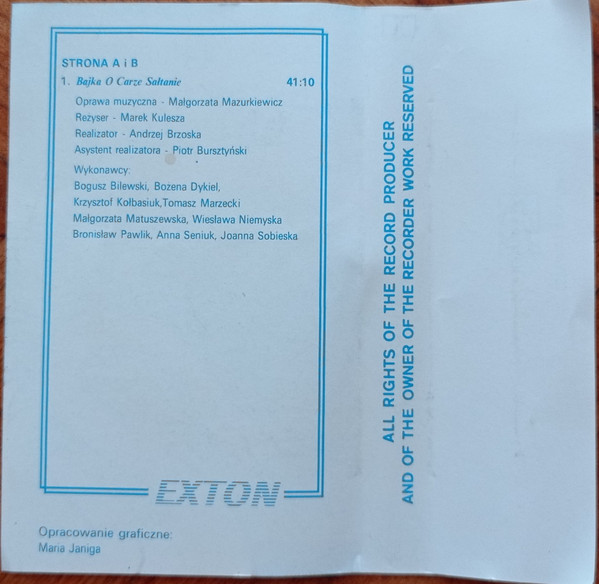 STRONA A i B
1. Bajka O Carze Sałtanie 41:10
Oprawa muzyczna - Małgorzata Mazurkiewicz
Reżyser - Marek Kulesza
Realizator - Andrzej Brzoska
Asystent realizatora - Piotr Bursztyński
Wykonawcy:
Bogusz Bilewski, Bożena Dykiel,
Krzysztof Kołbasiuk,Tomasz Marzecki
Małgorzata Matuszewska, Wiesława Niemyska
Bronisław Pawlik, Anna Seniuk, Joanna Sobieska
EXTON
Opracowanie graficzne:
Maria Janiga
ALL RIGHTS OF THE RECORD PRODUCER
AND OF THE OWNER OF THE RECORDER WORK RESERVED